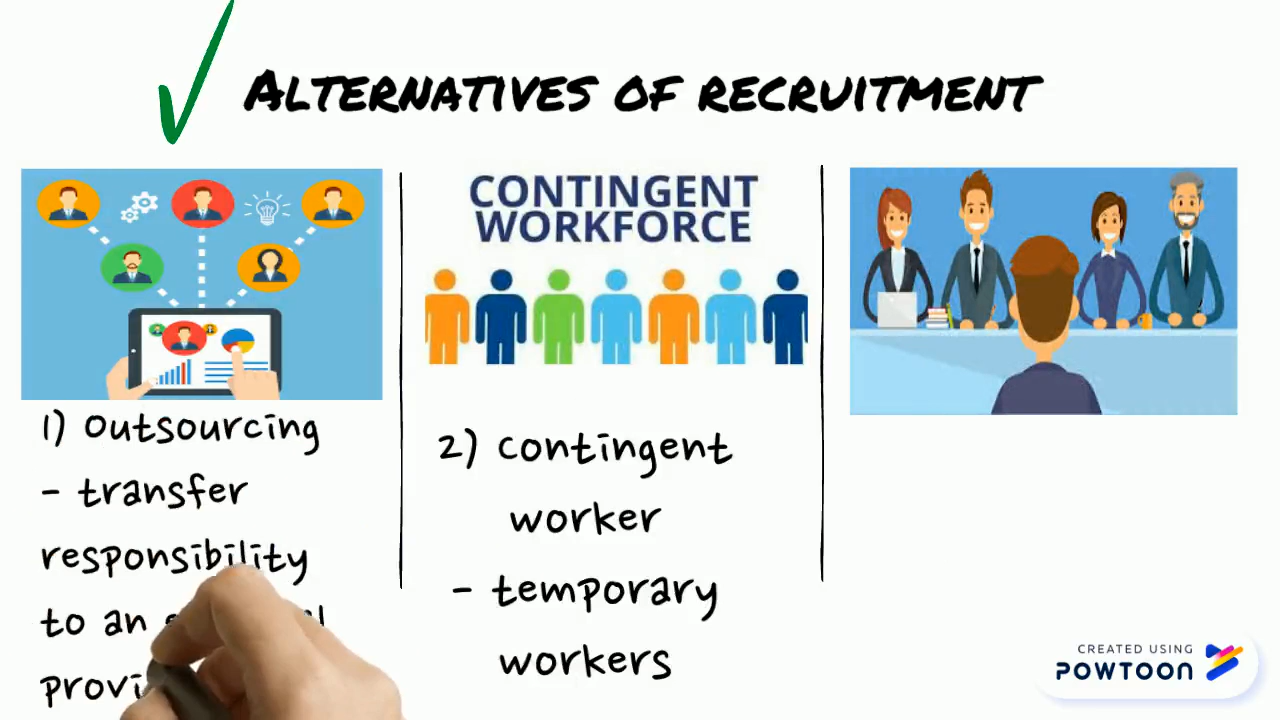 ALTERNATIVES OF RECRUITMENT
CONTINGENT
WORKFORCE
1) Outsourcing
- transfer
responsibility
to an
2) contingent
worker
- temporary
workers
CREATED USING
POWTOON